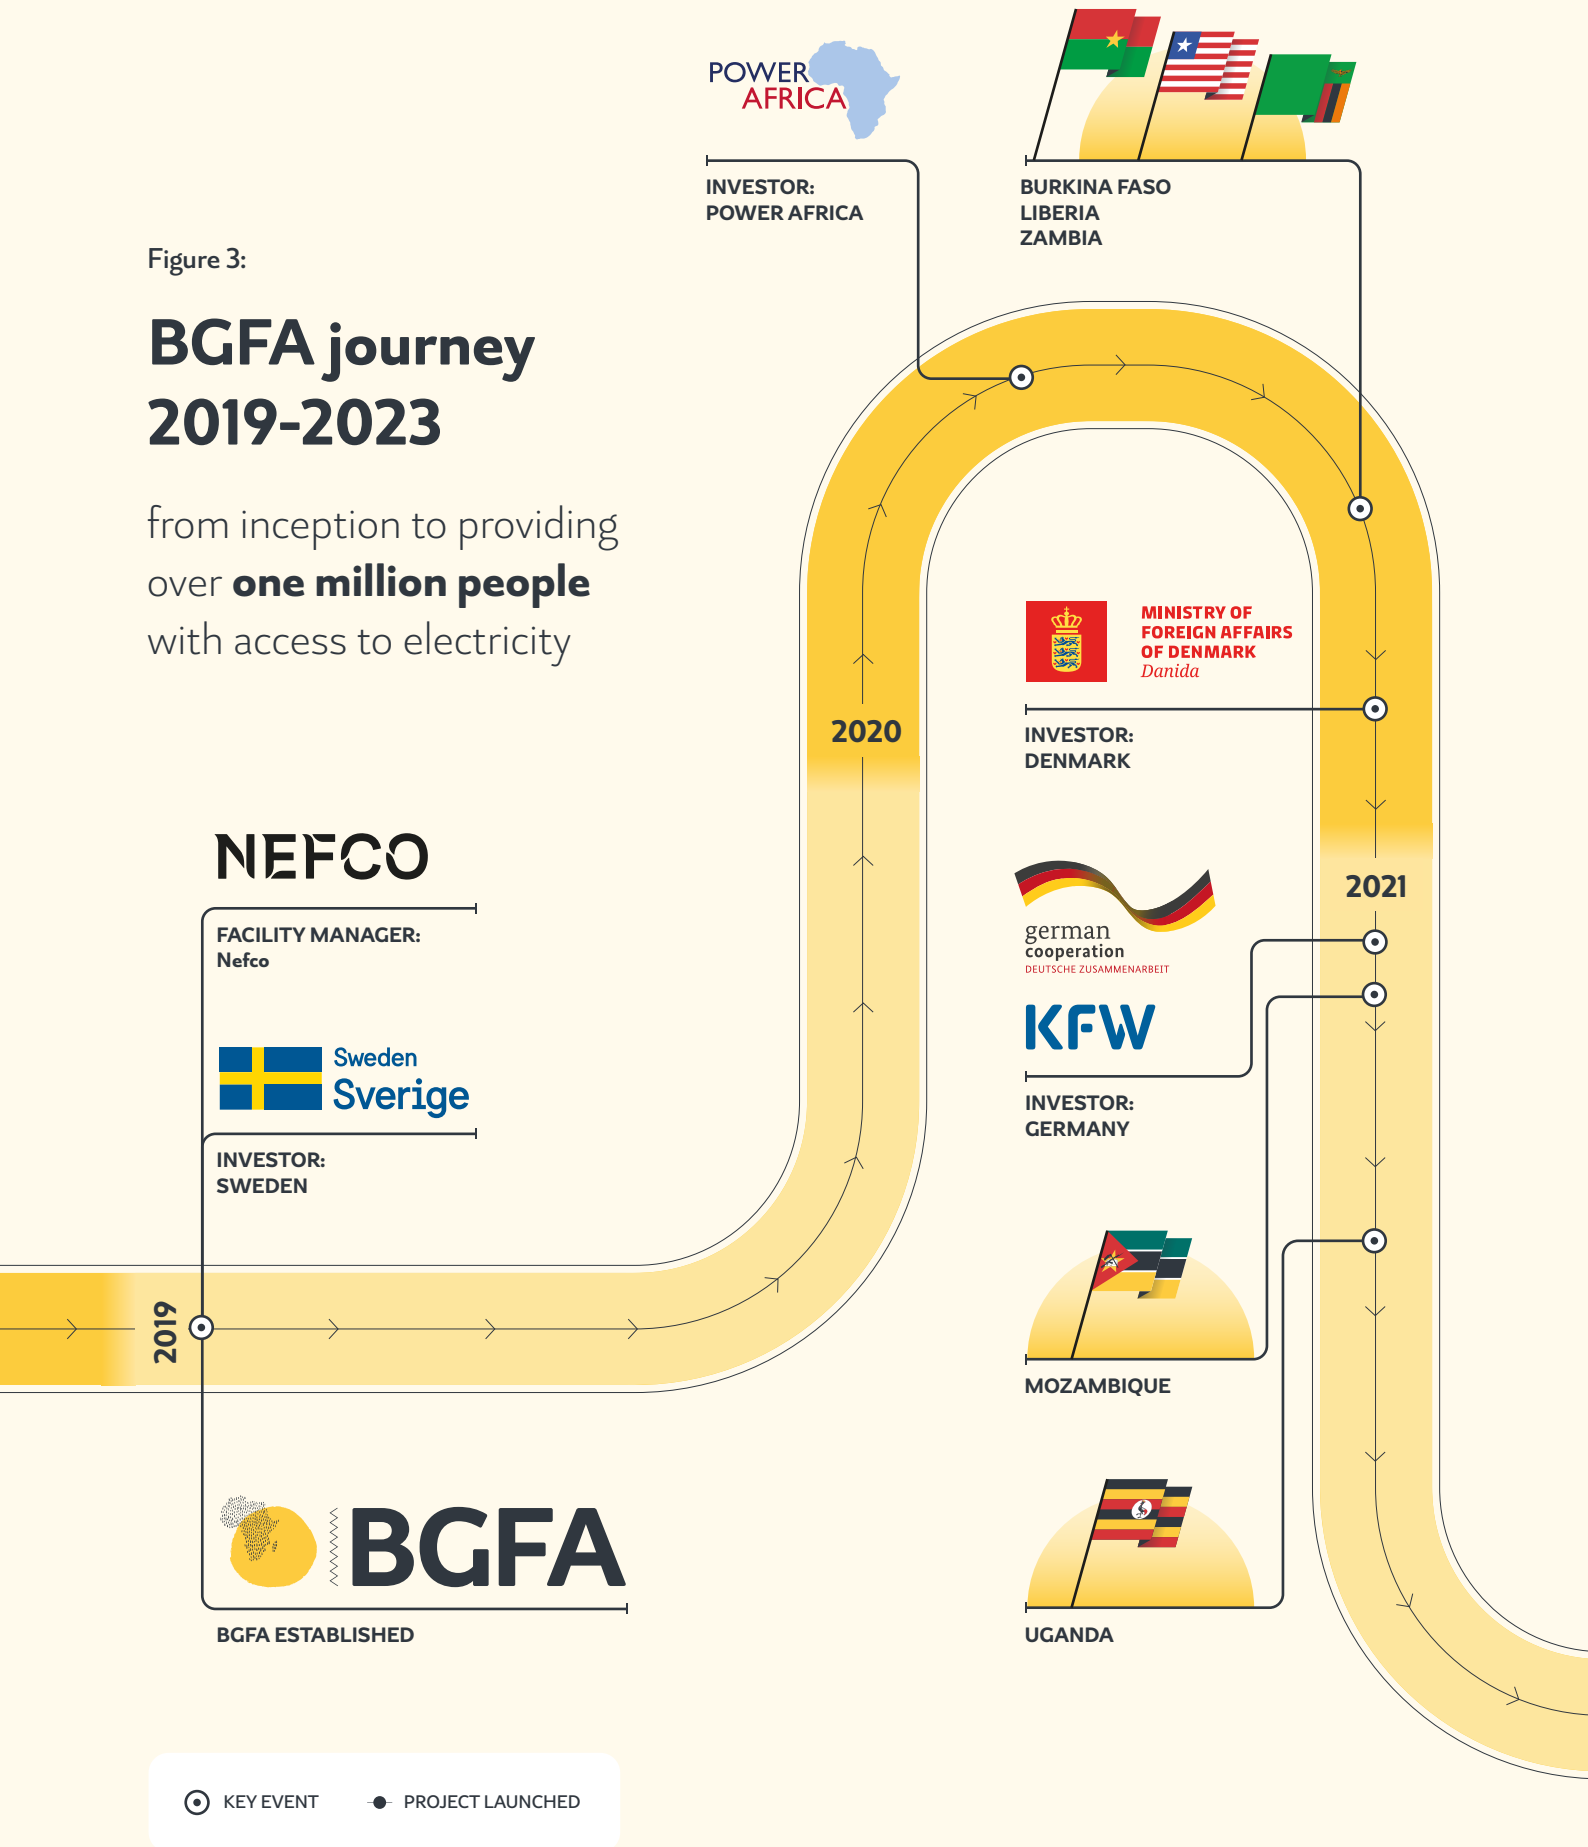 Figure 3:
BGFA journey
2019-2023
from inception to providing
over one million people
with access to electricity
NEFCO
FACILITY MANAGER:
Nefco
Sweden
Sverige
INVESTOR:
SWEDEN
2019
BGFA
BGFA ESTABLISHED
2020
POWER
AFRICA
INVESTOR:
POWER AFRICA
BURKINA FASO
LIBERIA
ZAMBIA
MINISTRY OF
FOREIGN AFFAIRS
OF DENMARK
Danida
INVESTOR:
DENMARK
2021
german
cooperation
DEUTSCHE ZUSAMMENARBEIT
KFW
INVESTOR:
GERMANY
MOZAMBIQUE
UGANDA
KEY EVENT
PROJECT LAUNCHED